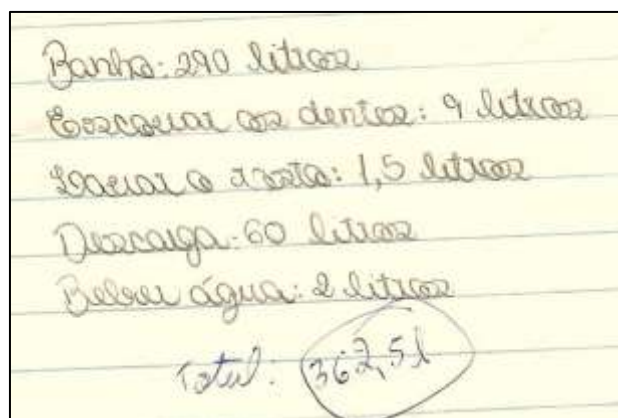 Banho: 290 litros
Escovar os dentes: 9 litros
Lavar o rosto: 1,5 litros
Descarga: 60 litros
Beber água: 2 litros
Total: 362,5 l